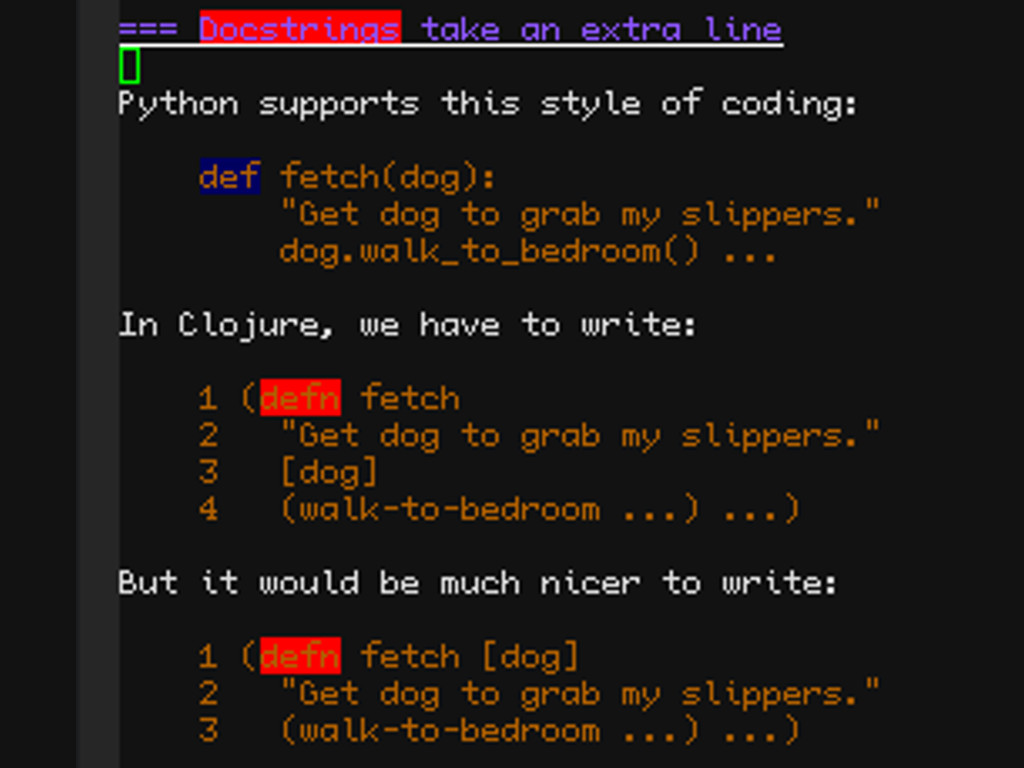 === Docstrings take an extra line
Python supports this style of coding:
def fetch(dog):
"Get dog to grab my slippers."
dog.walk_to_bedroom() ...
In Clojure, we have to write:
1 (defn fetch
2 "Get dog to grab my slippers."
3 [dog]
4 (walk-to-bedroom ...) ...)
But it would be much nicer to write:
1 (defn fetch [dog]
2 "Get dog to grab my slippers."
3 (walk-to-bedroom ...) ...)